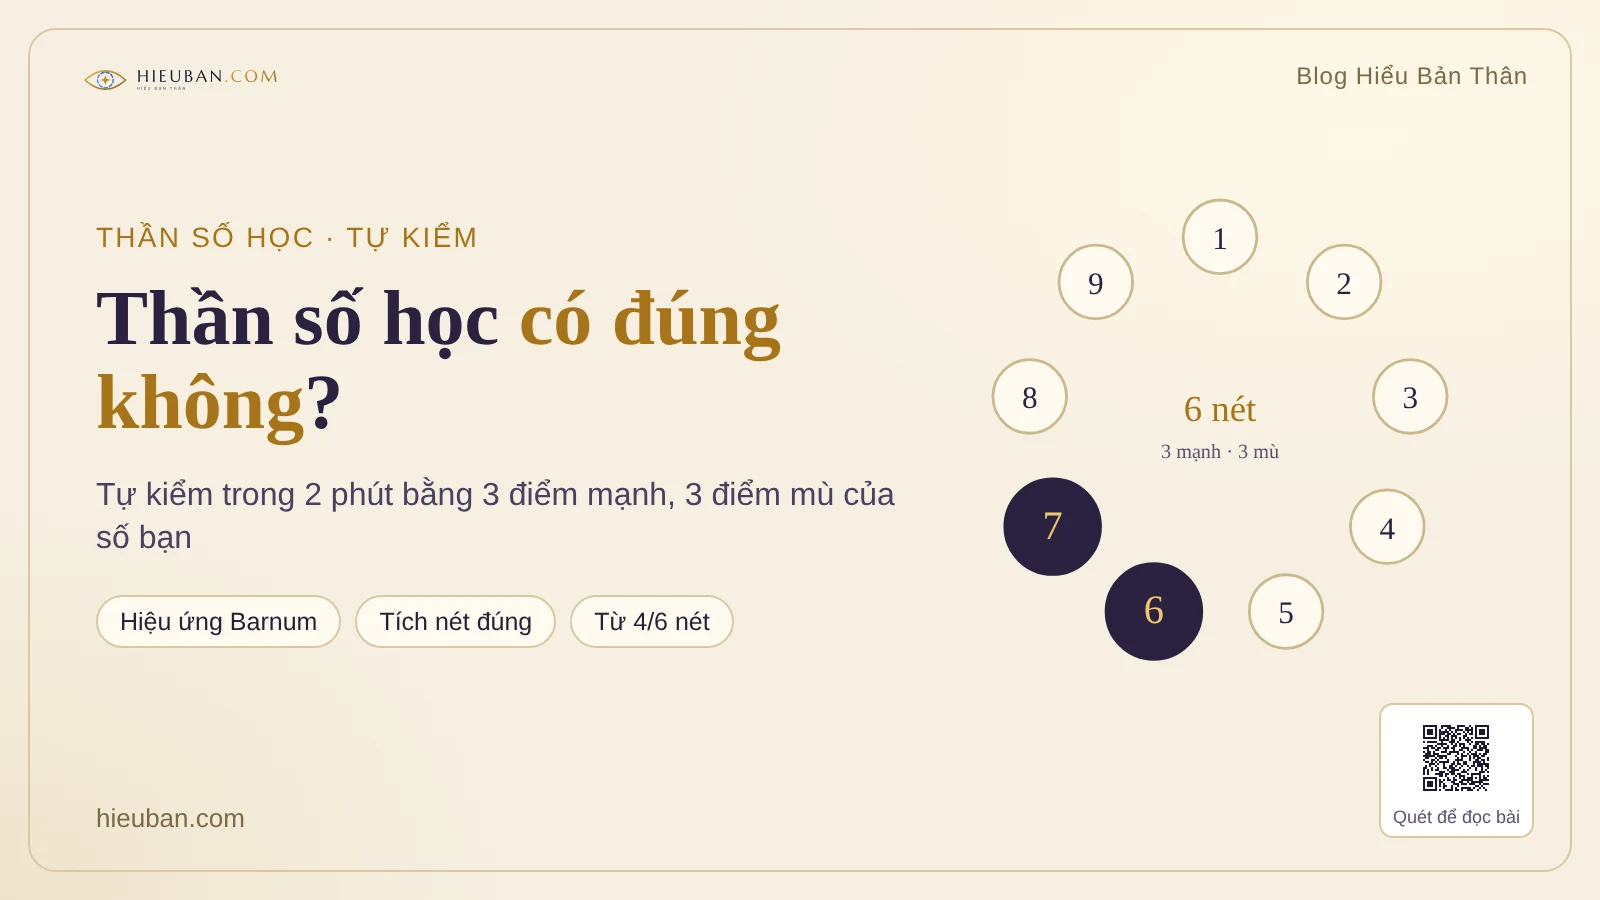 HIEUBAN.COM
HIỂU BẢN THÂN
Blog Hiểu Bản Thân
THẦN SỐ HỌC · TỰ KIỂM
Thần số học có đúng
không?
Tự kiểm trong 2 phút bằng 3 điểm mạnh, 3 điểm mù của
số bạn
Hiệu ứng Barnum
Tích nét đúng
Từ 4/6 nét
1
2
3
4
5
6
7
8
9
6 nét
3 mạnh · 3 mù
hieuban.com
Quét để đọc bài